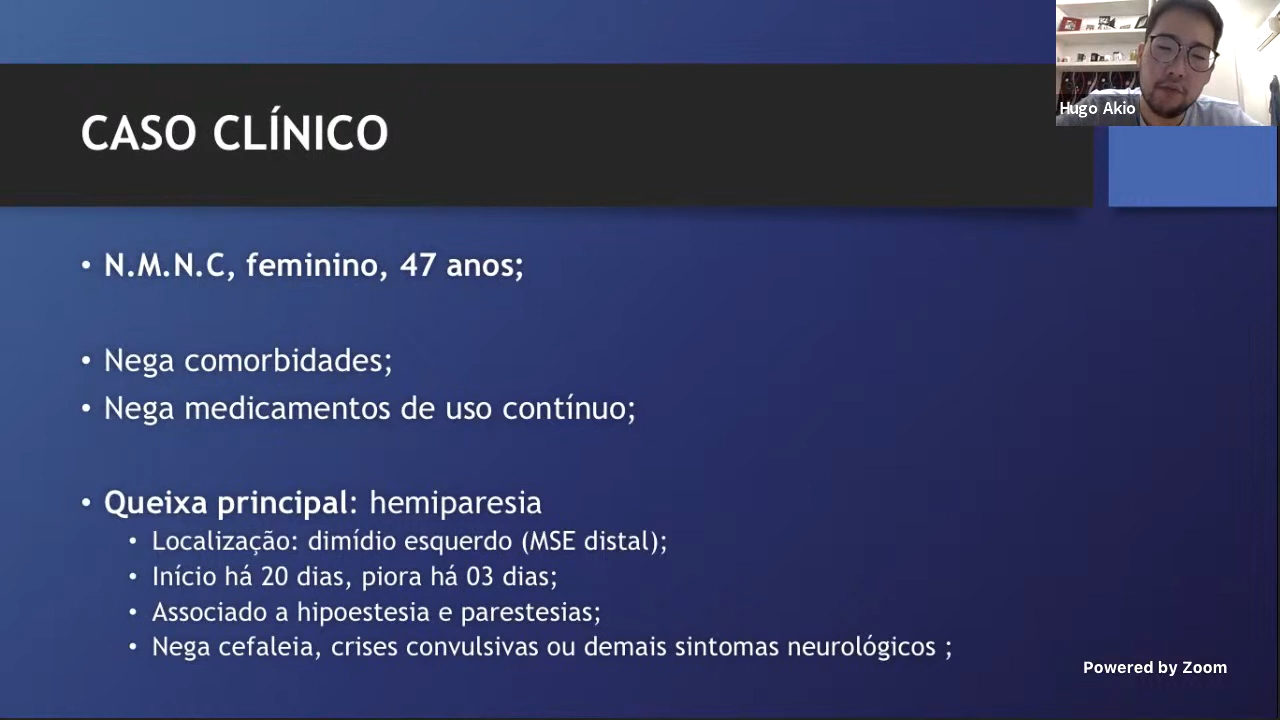 Hugo Akio
CASO CLÍNICO
• N.M.N.C, feminino, 47 anos;
• Nega comorbidades;
• Nega medicamentos de uso contínuo;
• Queixa principal: hemiparesia
• Localização: dimídio esquerdo (MSE distal);
• Início há 20 dias, piora há 03 dias;
• Associado a hipoestesia e parestesias;
• Nega cefaleia, crises convulsivas ou demais sintomas neurológicos ;
Powered by Zoom